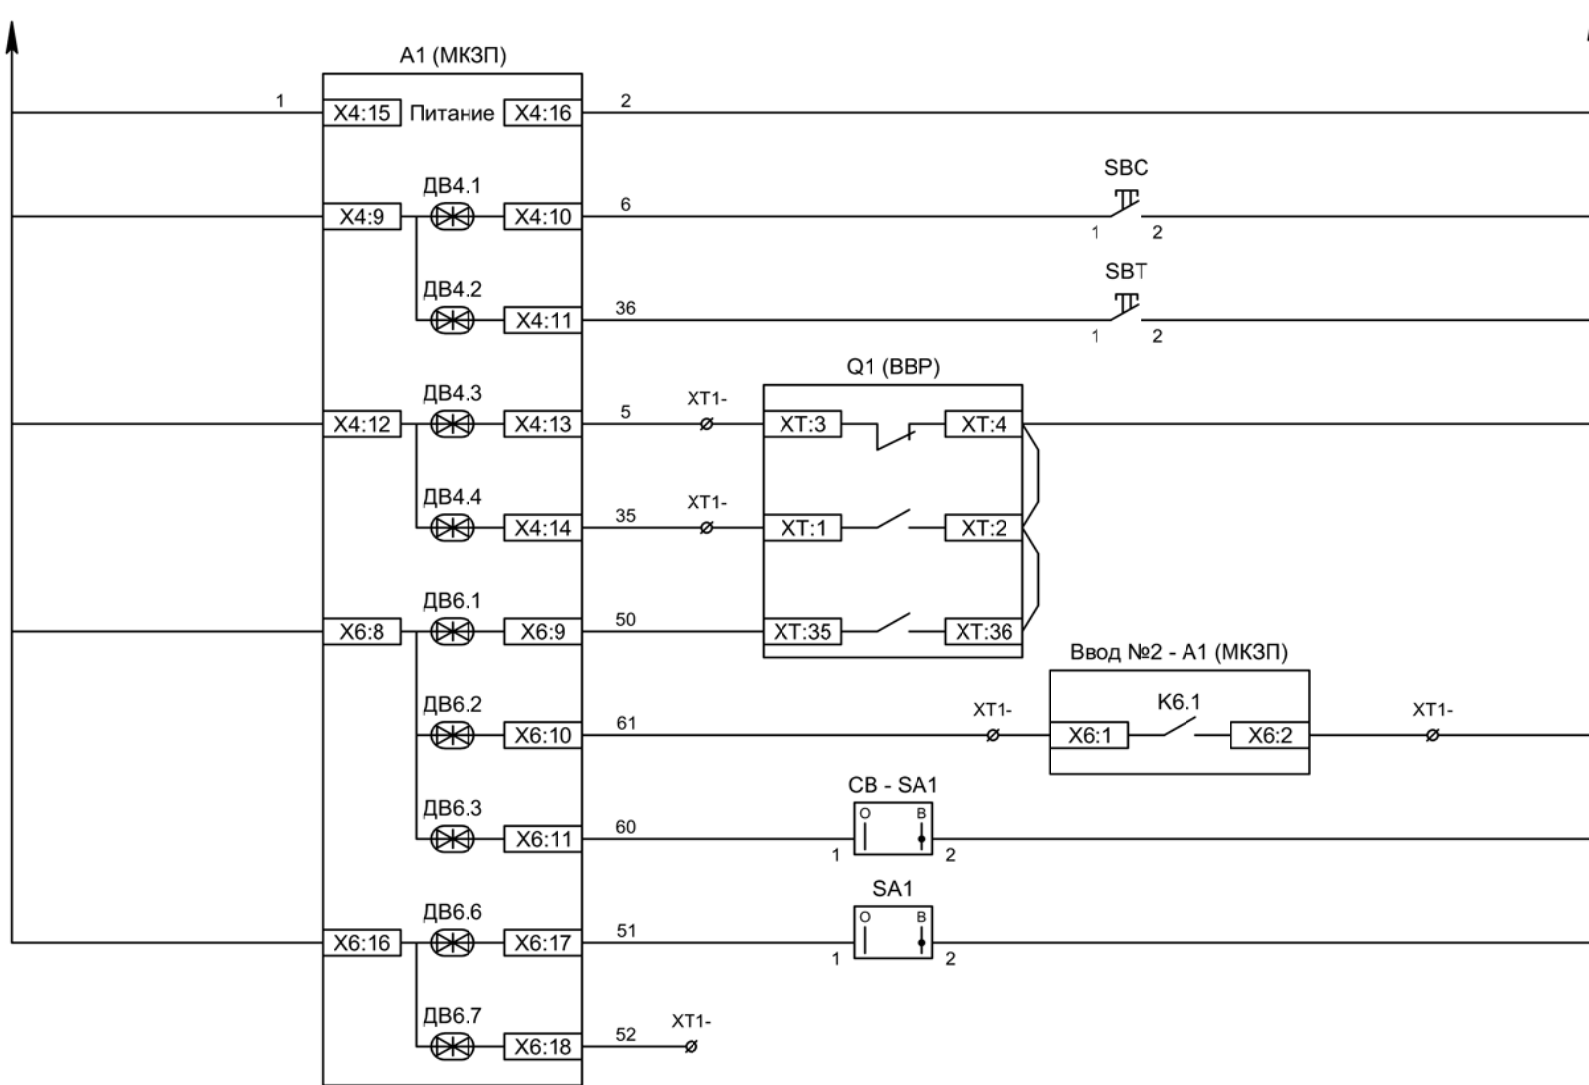 А1 (МКЗП)
1
X4:15
Питание
X4:16
2
ДВ4.1
X4:9
X4:10
6
SBC
1
2
ДВ4.2
X4:11
36
SBT
1
2
Q1 (ВВР)
ДВ4.3
X4:12
X4:13
5
XT1-
XT:3
XT:4
ДВ4.4
X4:14
35
XT1-
XT:1
XT:2
ДВ6.1
X6:8
X6:9
50
XT:35
XT:36
Ввод №2 - А1 (МКЗП)
ДВ6.2
X6:10
61
XT1-
X6:1
K6.1
X6:2
XT1-
СВ - SA1
ДВ6.3
X6:11
60
О
В
1
2
SA1
ДВ6.6
X6:16
X6:17
51
О
В
1
2
ДВ6.7
X6:18
52
XT1-